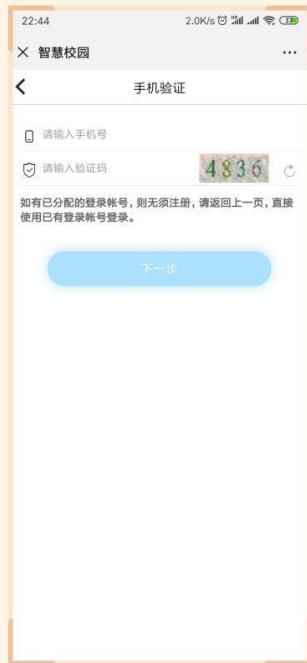 22:44 2.0K/s
智慧校园
手机验证
请输入手机号
请输入验证码 4836
如有已分配的登录帐号，则无须注册，请返回上一页，直接
使用已有登录帐号登录。
下一步